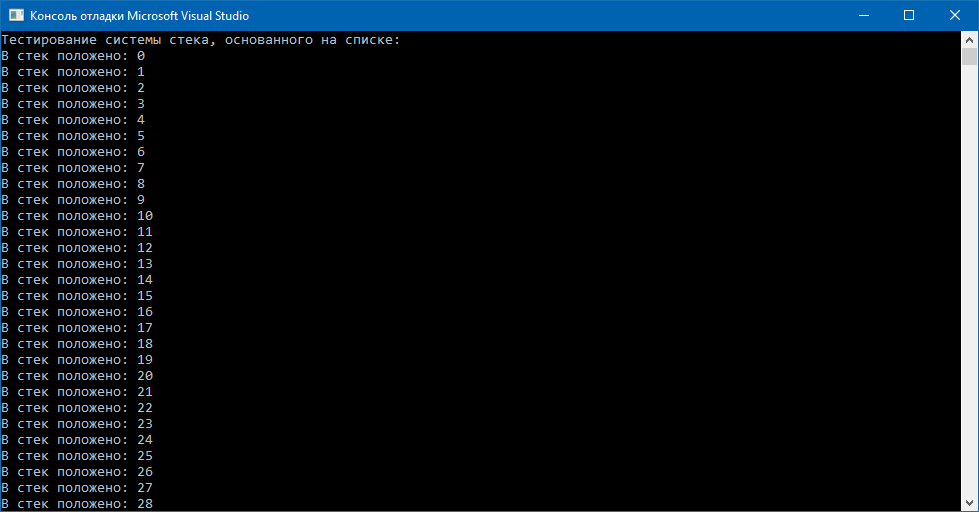 Консоль отладки Microsoft Visual Studio
Тестирование системы стека, основанного на списке:
В стек положено: 0
В стек положено: 1
В стек положено: 2
В стек положено: 3
В стек положено: 4
В стек положено: 5
В стек положено: 6
В стек положено: 7
В стек положено: 8
В стек положено: 9
В стек положено: 10
В стек положено: 11
В стек положено: 12
В стек положено: 13
В стек положено: 14
В стек положено: 15
В стек положено: 16
В стек положено: 17
В стек положено: 18
В стек положено: 19
В стек положено: 20
В стек положено: 21
В стек положено: 22
В стек положено: 23
В стек положено: 24
В стек положено: 25
В стек положено: 26
В стек положено: 27
В стек положено: 28